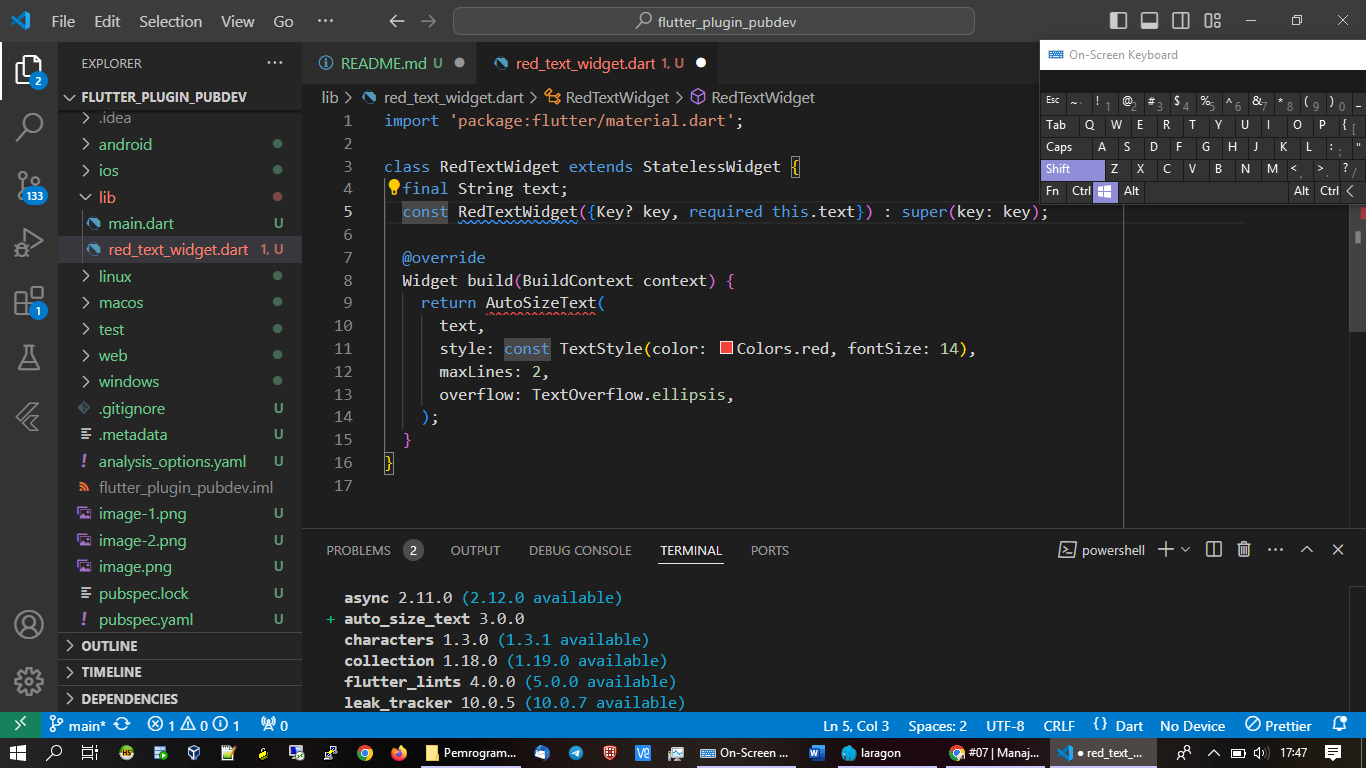 File Edit Selection View Go ··· flutter_plugin_pubdev
EXPLORER ···
FLUTTER_PLUGIN_PUBDEV
.idea
android
ios
lib
main.dart U
red_text_widget.dart 1, U
linux
macos
test
web
windows
.gitignore U
.metadata U
analysis_options.yaml U
flutter_plugin_pubdev.iml
image-1.png U
image-2.png U
image.png U
pubspec.lock U
pubspec.yaml U
OUTLINE
TIMELINE
DEPENDENCIES
2
133
1
README.md U
red_text_widget.dart 1, U
lib > red_text_widget.dart > RedTextWidget > RedTextWidget
1 import 'package:flutter/material.dart';
2
3 class RedTextWidget extends StatelessWidget {
4 final String text;
5 const RedTextWidget({Key? key, required this.text}) : super(key: key);
6
7 @override
8 Widget build(BuildContext context) {
9 return AutoSizeText(
10 text,
11 style: const TextStyle(color: Colors.red, fontSize: 14),
12 maxLines: 2,
13 overflow: TextOverflow.ellipsis,
14 );
15 }
16 }
17
On-Screen Keyboard
Esc ~ ` ! 1 @ 2 # 3 $ 4 % 5 ^ 6 & 7 * 8 ( 9 ) 0 _
Tab Q W E R T Y U I O P { [
Caps A S D F G H J K L : ; "
Shift Z X C V B N M < , > . ? /
Fn Ctrl Alt Alt Ctrl <
PROBLEMS 2 OUTPUT DEBUG CONSOLE TERMINAL PORTS powershell
async 2.11.0 (2.12.0 available)
+ auto_size_text 3.0.0
characters 1.3.0 (1.3.1 available)
collection 1.18.0 (1.19.0 available)
flutter_lints 4.0.0 (5.0.0 available)
leak_tracker 10.0.5 (10.0.7 available)
main* 1 0 1 0 Ln 5, Col 3 Spaces: 2 UTF-8 CRLF {} Dart No Device Prettier
Pemrogram... On-Screen ... laragon #07 | Manaj... ● red_text_... 17:47